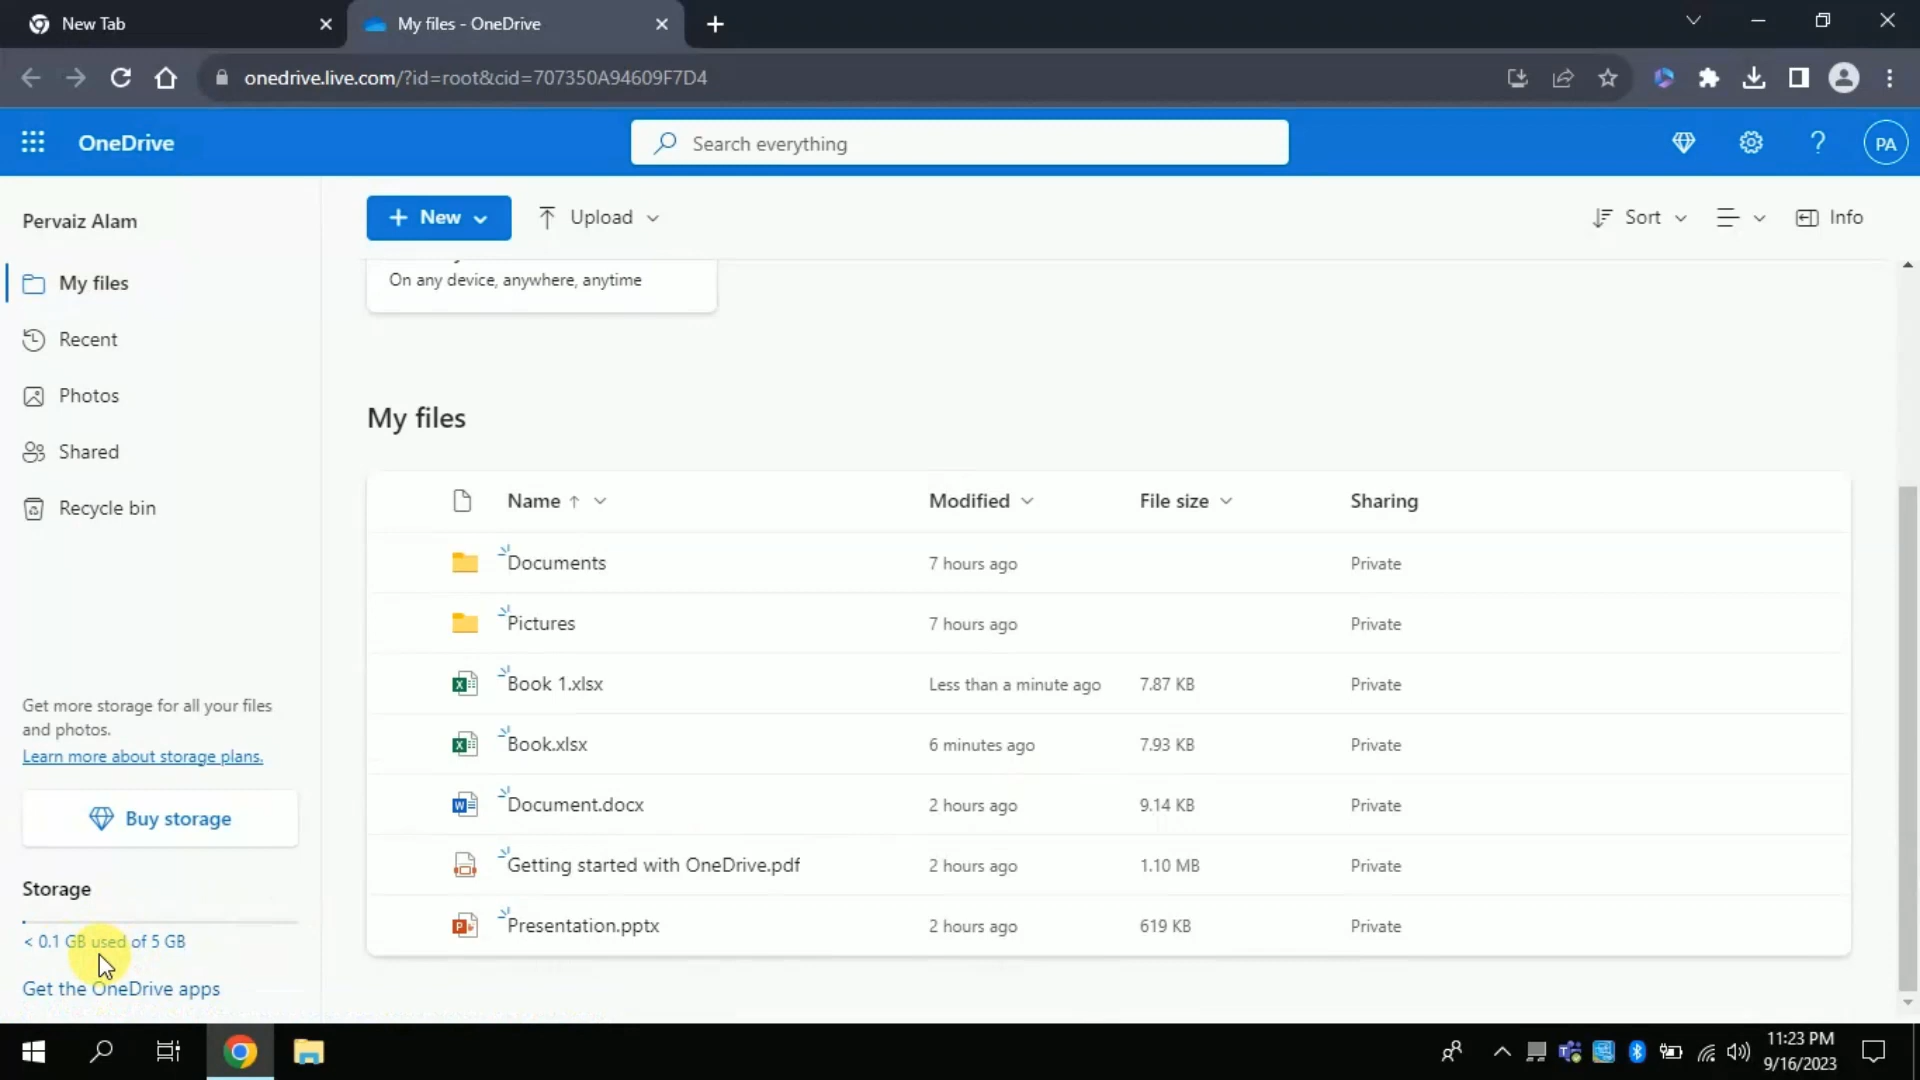 New Tab
My files - OneDrive
onedrive.live.com/?id=root&cid=707350A94609F7D4
OneDrive
Search everything
PA
Pervaiz Alam
New
Upload
Sort
Info
My files
On any device, anywhere, anytime
Recent
Photos
My files
Shared
Name
Modified
File size
Sharing
Recycle bin
Documents
7 hours ago
Private
Pictures
7 hours ago
Private
Book 1.xlsx
Less than a minute ago
7.87 KB
Private
Book.xlsx
6 minutes ago
7.93 KB
Private
Document.docx
2 hours ago
9.14 KB
Private
Getting started with OneDrive.pdf
2 hours ago
1.10 MB
Private
Presentation.pptx
2 hours ago
619 KB
Private
Get more storage for all your files
and photos.
Learn more about storage plans.
Buy storage
Storage
< 0.1 GB used of 5 GB
Get the OneDrive apps
11:23 PM
9/16/2023